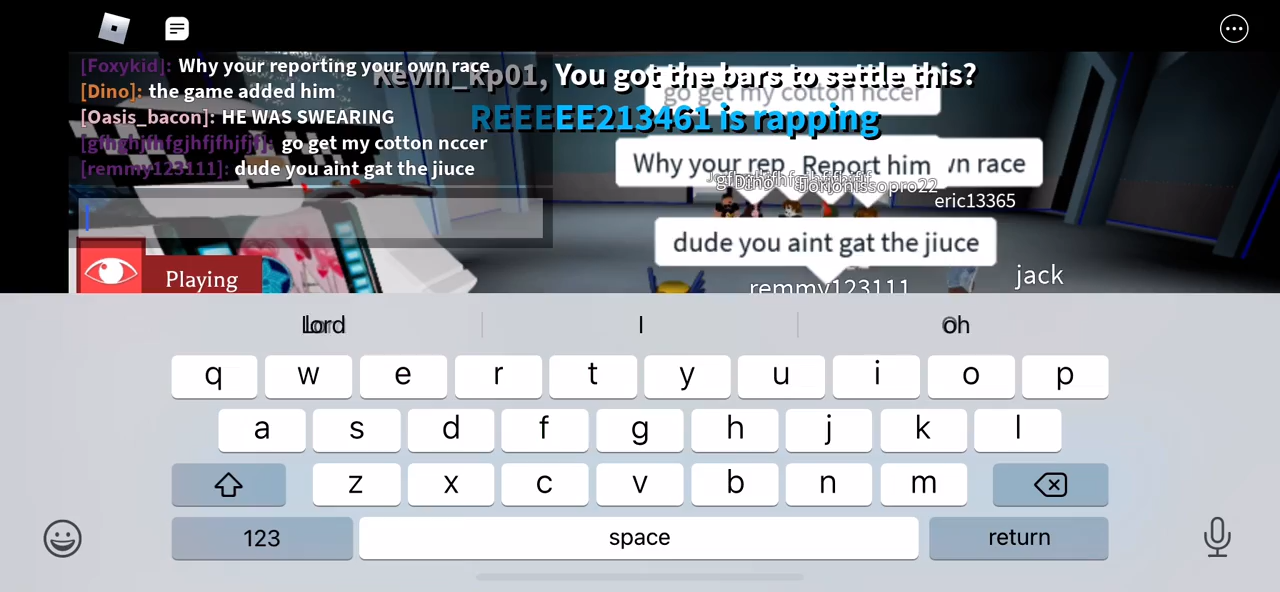 [Foxykid]: Why your reporting your own race
[Dino]: the game added him
[Oasis_bacon]: HE WAS SWEARING
[gfhghjfhfgjhfjfhjfjf]: go get my cotton nccer
[remmy123111]: dude you aint gat the jiuce
Kevin_kp01, You got the bars to settle this?
REEEEE213461 is rapping
go get my cotton nccer
Why your rep
Report him
n race
eric13365
dude you aint gat the jiuce
remmy123111
jack
Playing
lord
I
oh
q w e r t y u i o p
a s d f g h j k l
z x c v b n m
123
space
return